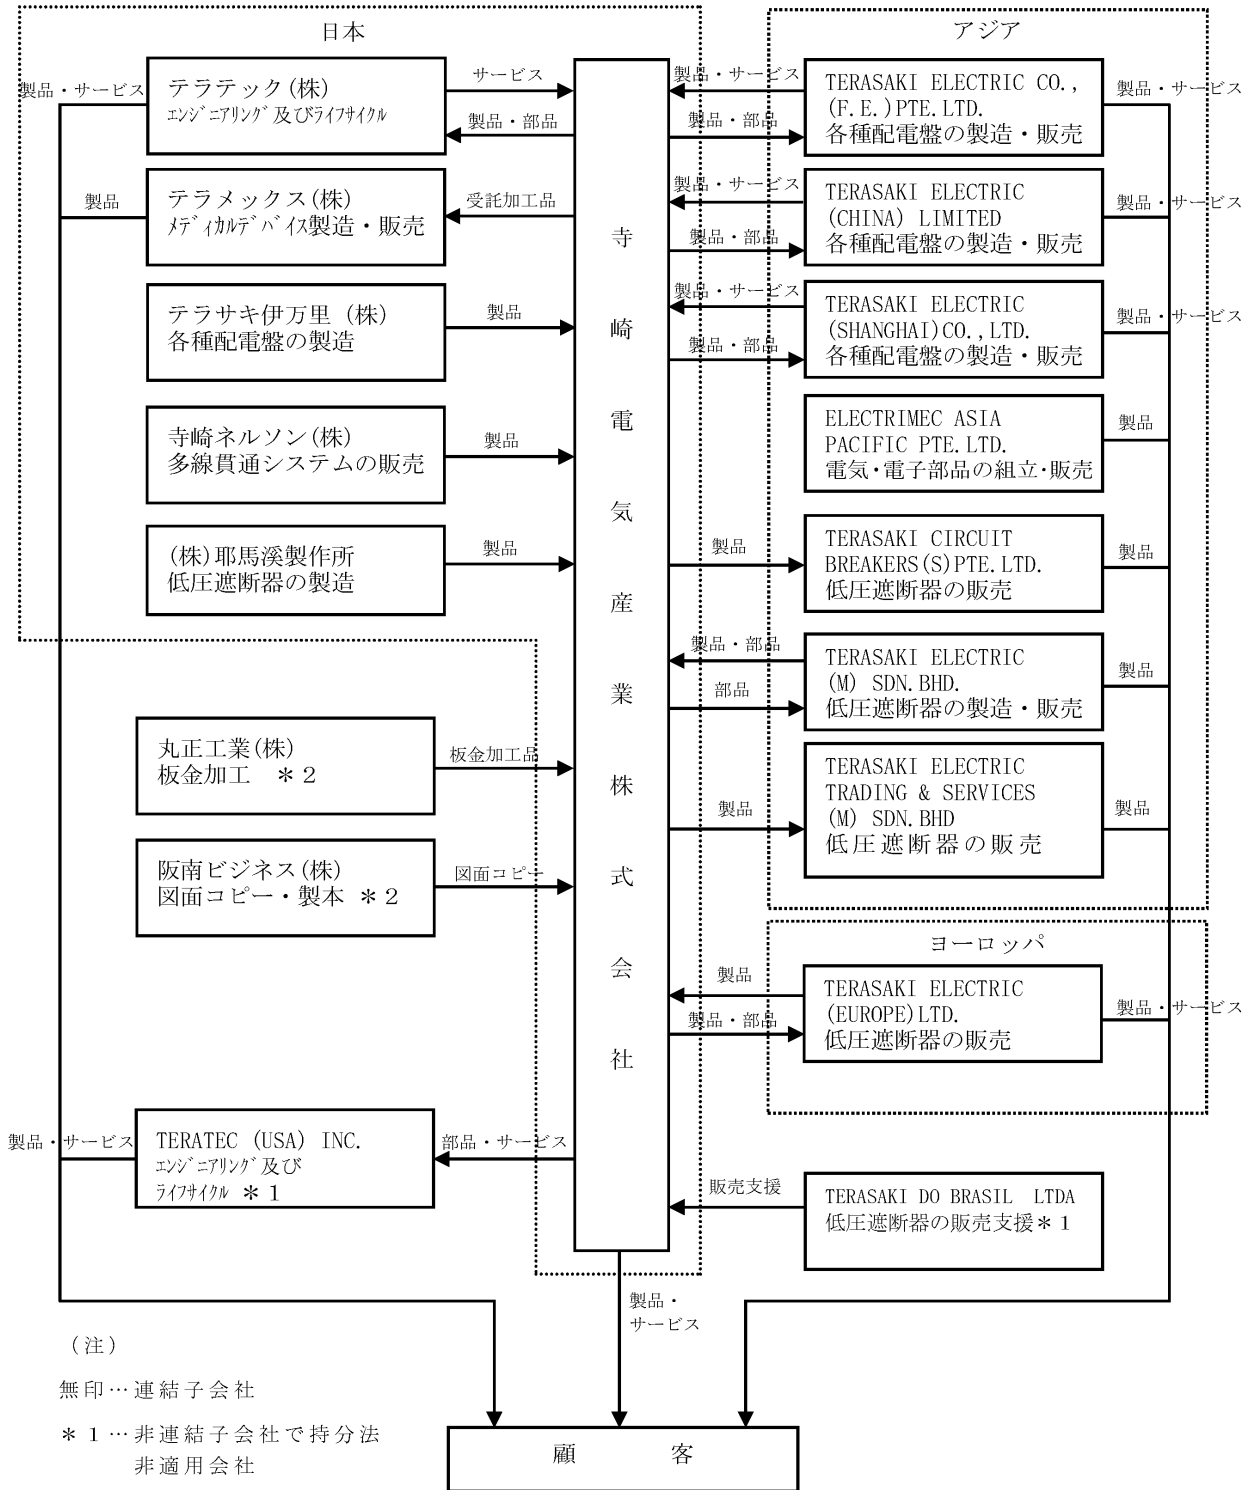 日本
製品・サービス
テラテック(株)
エンジニアリング及びライフサイクル
サービス
製品・部品
製品
テラメックス(株)
メディカルデバイス製造・販売
受託加工品
テラサキ伊万里 (株)
各種配電盤の製造
製品
寺崎ネルソン(株)
多線貫通システムの販売
製品
(株)耶馬溪製作所
低圧遮断器の製造
製品
丸正工業(株)
板金加工 *2
板金加工品
阪南ビジネス(株)
図面コピー・製本 *2
図面コピー
製品・サービス
TERATEC (USA) INC.
エンジニアリング及び
ライフサイクル *1
部品・サービス
寺
崎
電
気
産
業
株
式
会
社
アジア
製品・サービス
製品・部品
TERASAKI ELECTRIC CO.,
(F.E.)PTE.LTD.
各種配電盤の製造・販売
製品・サービス
製品・サービス
製品・部品
TERASAKI ELECTRIC
(CHINA) LIMITED
各種配電盤の製造・販売
製品・サービス
製品・サービス
製品・部品
TERASAKI ELECTRIC
(SHANGHAI)CO.,LTD.
各種配電盤の製造・販売
製品・サービス
ELECTRIMEC ASIA
PACIFIC PTE.LTD.
電気・電子部品の組立・販売
製品
製品
TERASAKI CIRCUIT
BREAKERS(S)PTE.LTD.
低圧遮断器の販売
製品
製品・部品
部品
TERASAKI ELECTRIC
(M) SDN.BHD.
低圧遮断器の製造・販売
製品
製品
TERASAKI ELECTRIC
TRADING & SERVICES
(M) SDN.BHD
低圧遮断器の販売
製品
ヨーロッパ
製品
製品・部品
TERASAKI ELECTRIC
(EUROPE)LTD.
低圧遮断器の販売
製品・サービス
販売支援
TERASAKI DO BRASIL LTDA
低圧遮断器の販売支援*1
製品・
サービス
(注)
無印…連結子会社
*1…非連結子会社で持分法
非適用会社
顧 客